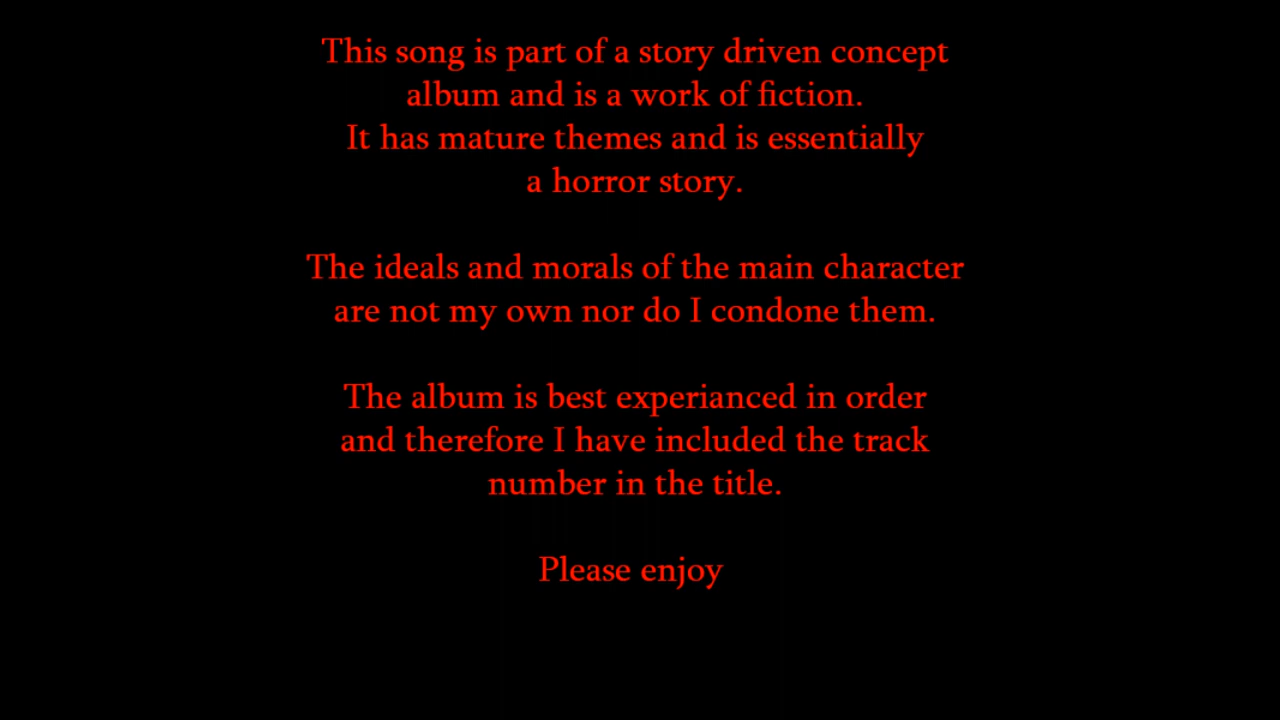 This song is part of a story driven concept
album and is a work of fiction.
It has mature themes and is essentially
a horror story.
The ideals and morals of the main character
are not my own nor do I condone them.
The album is best experianced in order
and therefore I have included the track
number in the title.
Please enjoy